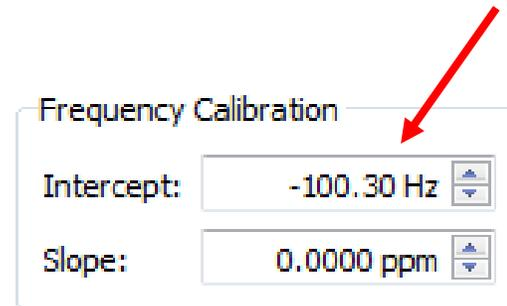 Frequency Calibration
Intercept: -100.30 Hz
Slope: 0.0000 ppm